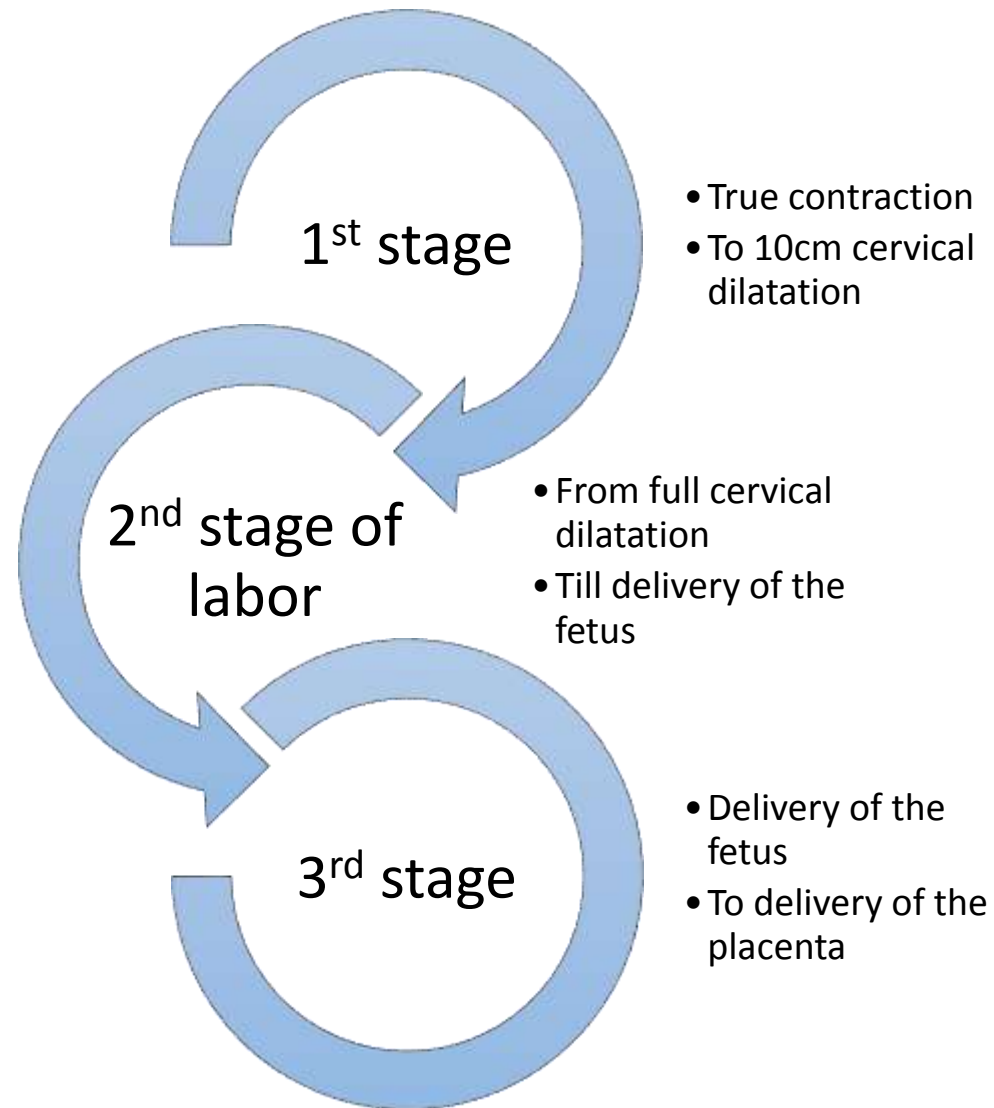 1st stage
• True contraction
• To 10cm cervical
dilatation
2nd stage of
labor
• From full cervical
dilatation
• Till delivery of the
fetus
3rd stage
• Delivery of the
fetus
• To delivery of the
placenta